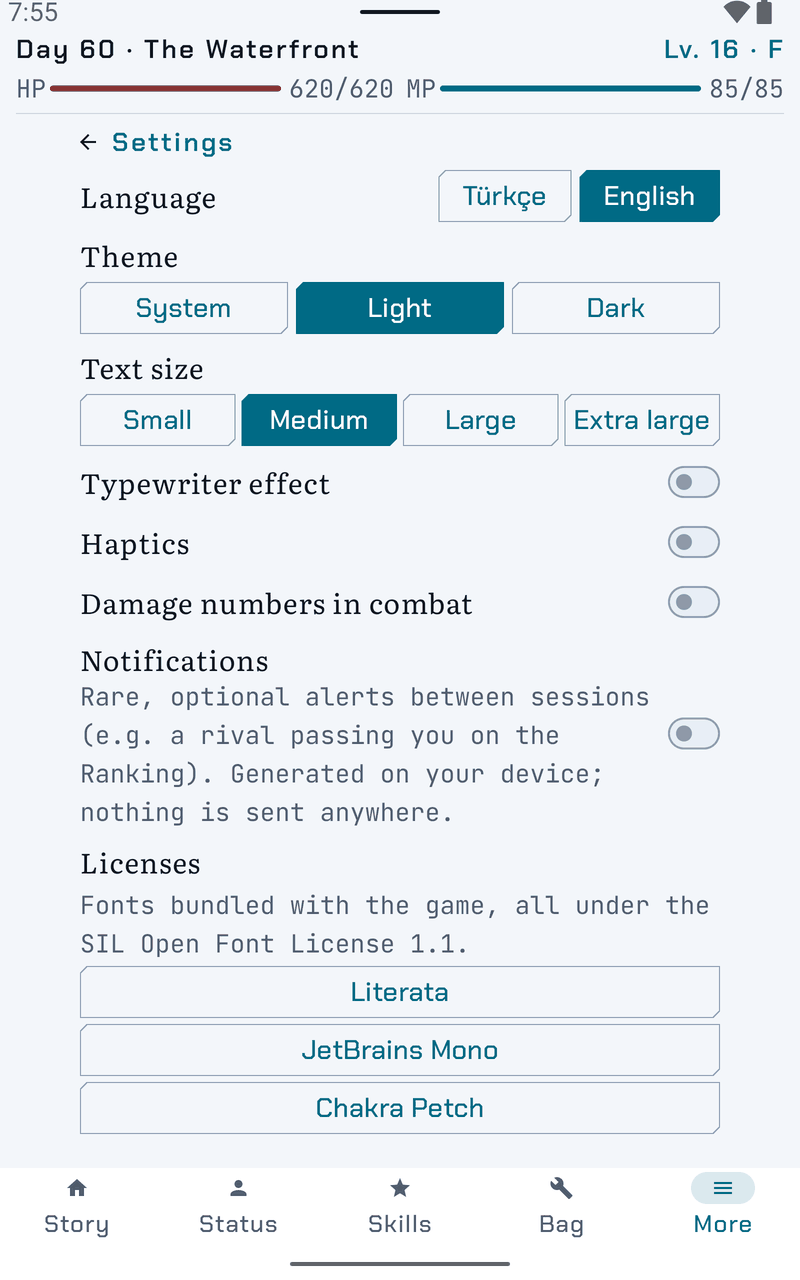 7:55
Day 60 · The Waterfront
Lv. 16 · F
HP 620/620 MP 85/85
Settings
Language
Türkçe
English
Theme
System
Light
Dark
Text size
Small
Medium
Large
Extra large
Typewriter effect
Haptics
Damage numbers in combat
Notifications
Rare, optional alerts between sessions
(e.g. a rival passing you on the
Ranking). Generated on your device;
nothing is sent anywhere.
Licenses
Fonts bundled with the game, all under the
SIL Open Font License 1.1.
Literata
JetBrains Mono
Chakra Petch
Story
Status
Skills
Bag
More